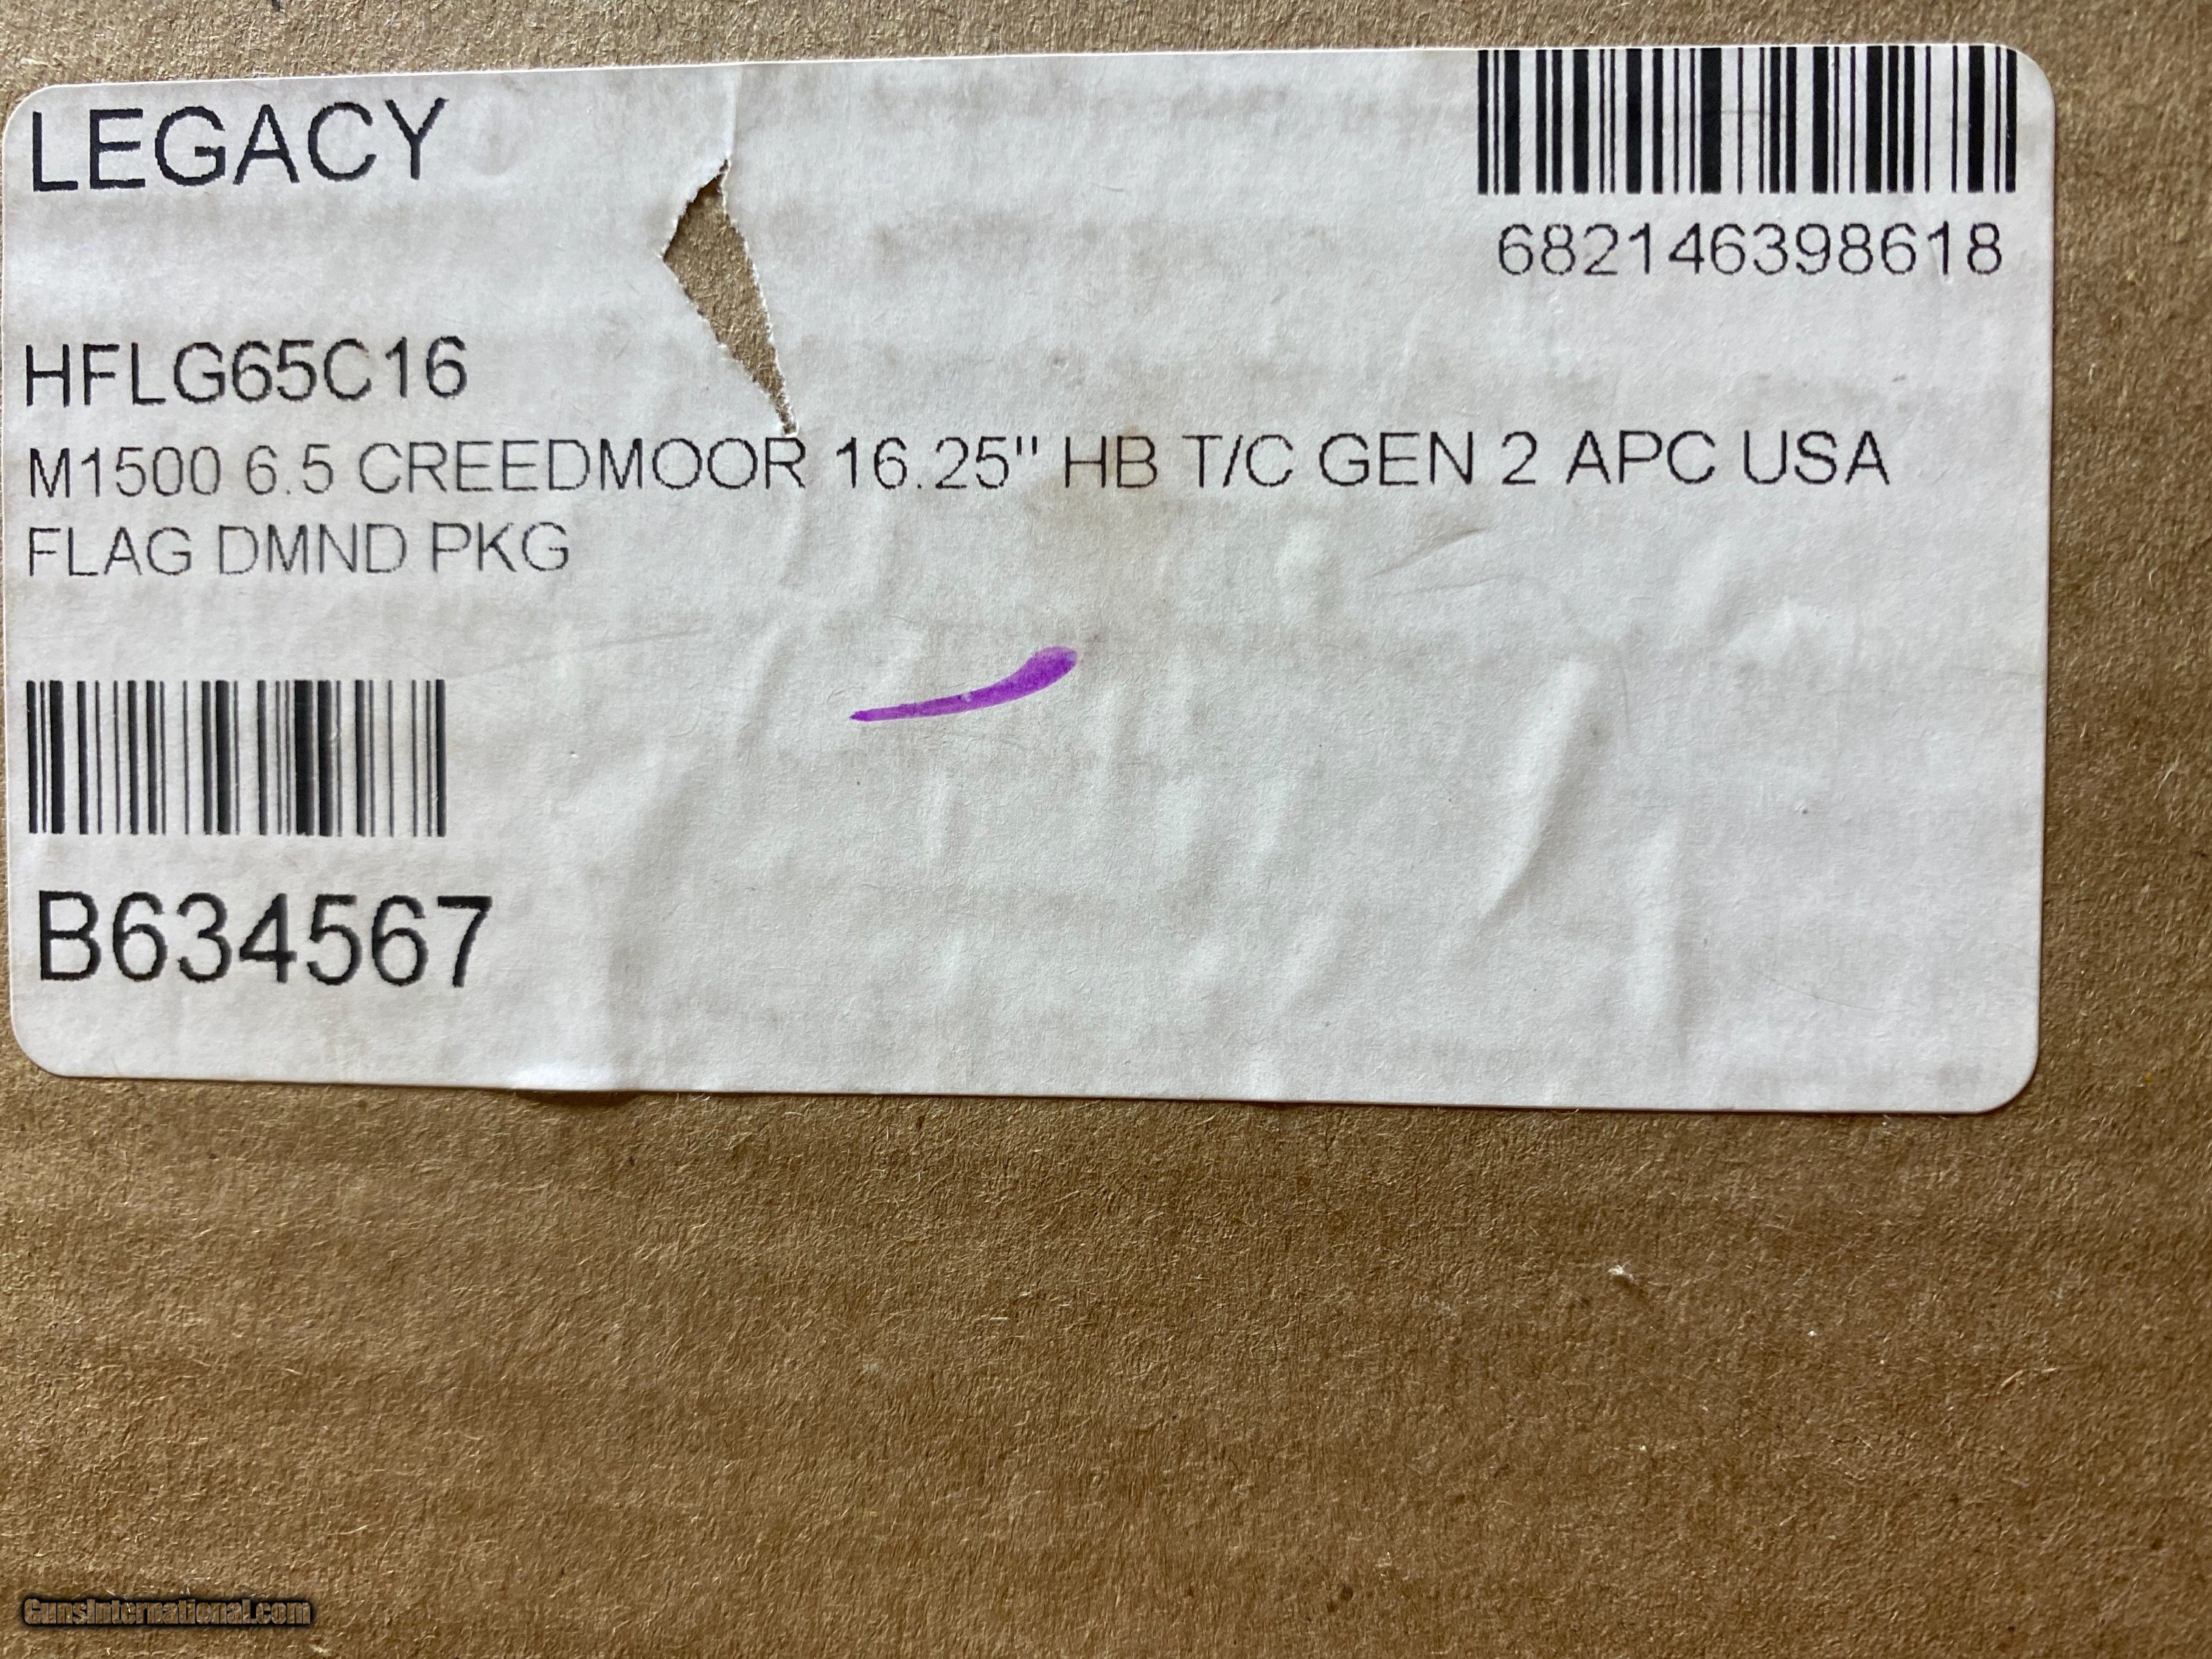 LEGACY
682146398618
HFLG65C16
M1500 6.5 CREEDMOOR 16.25" HB T/C GEN 2 APC USA
FLAG DMND PKG
B634567
GunsInternational.com